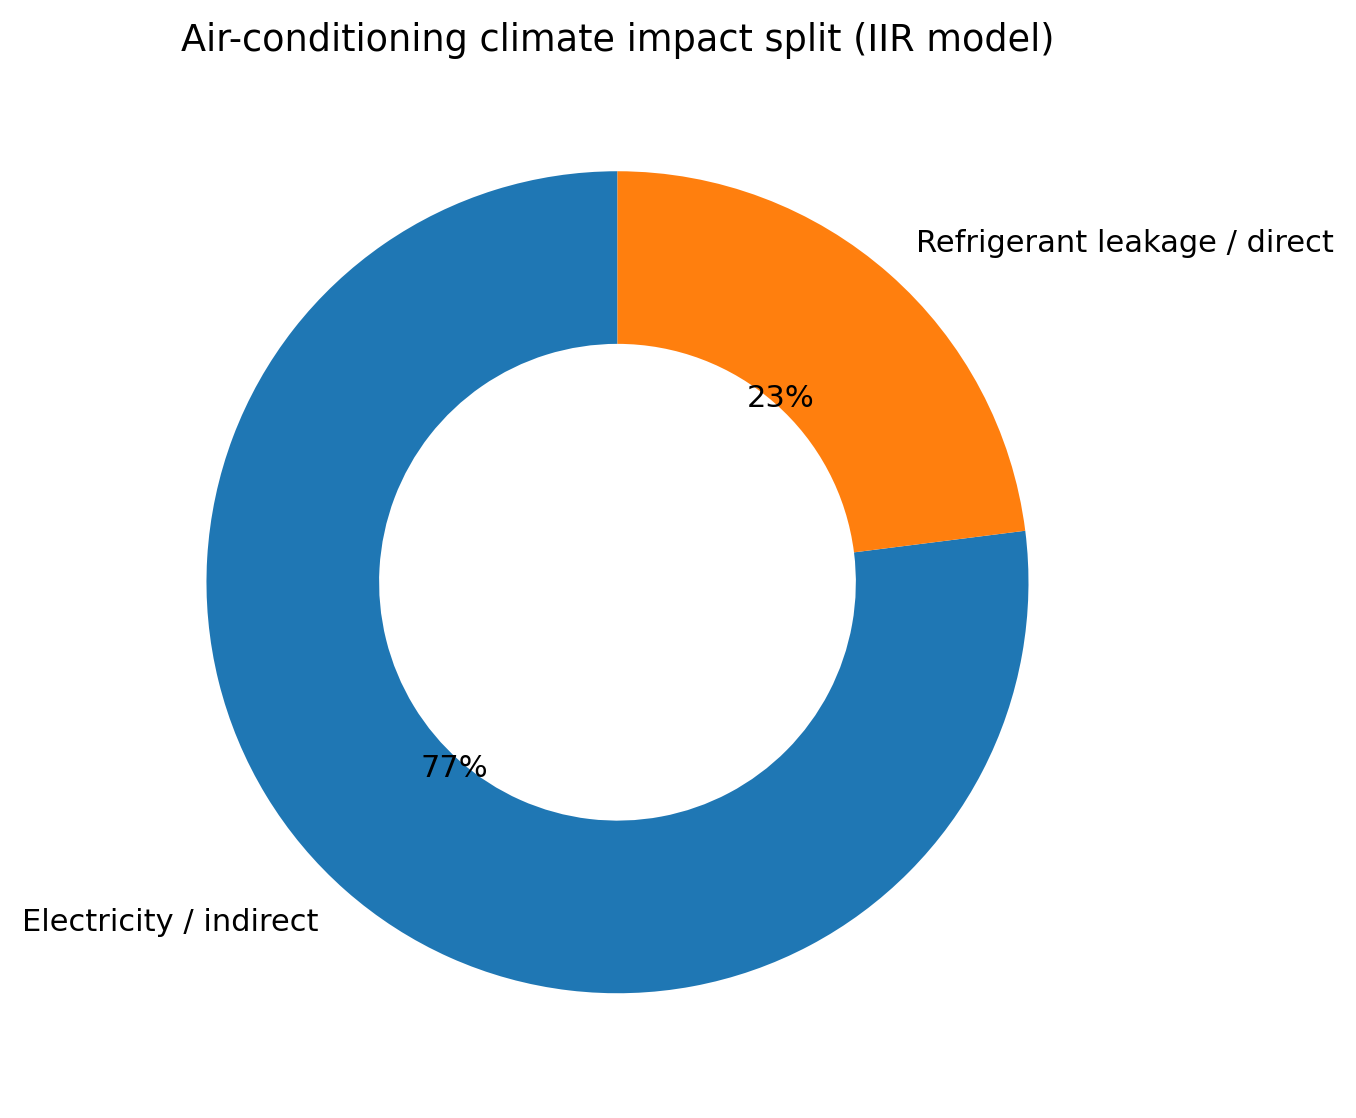 Air-conditioning climate impact split (IIR model)
Refrigerant leakage / direct
23%
77%
Electricity / indirect